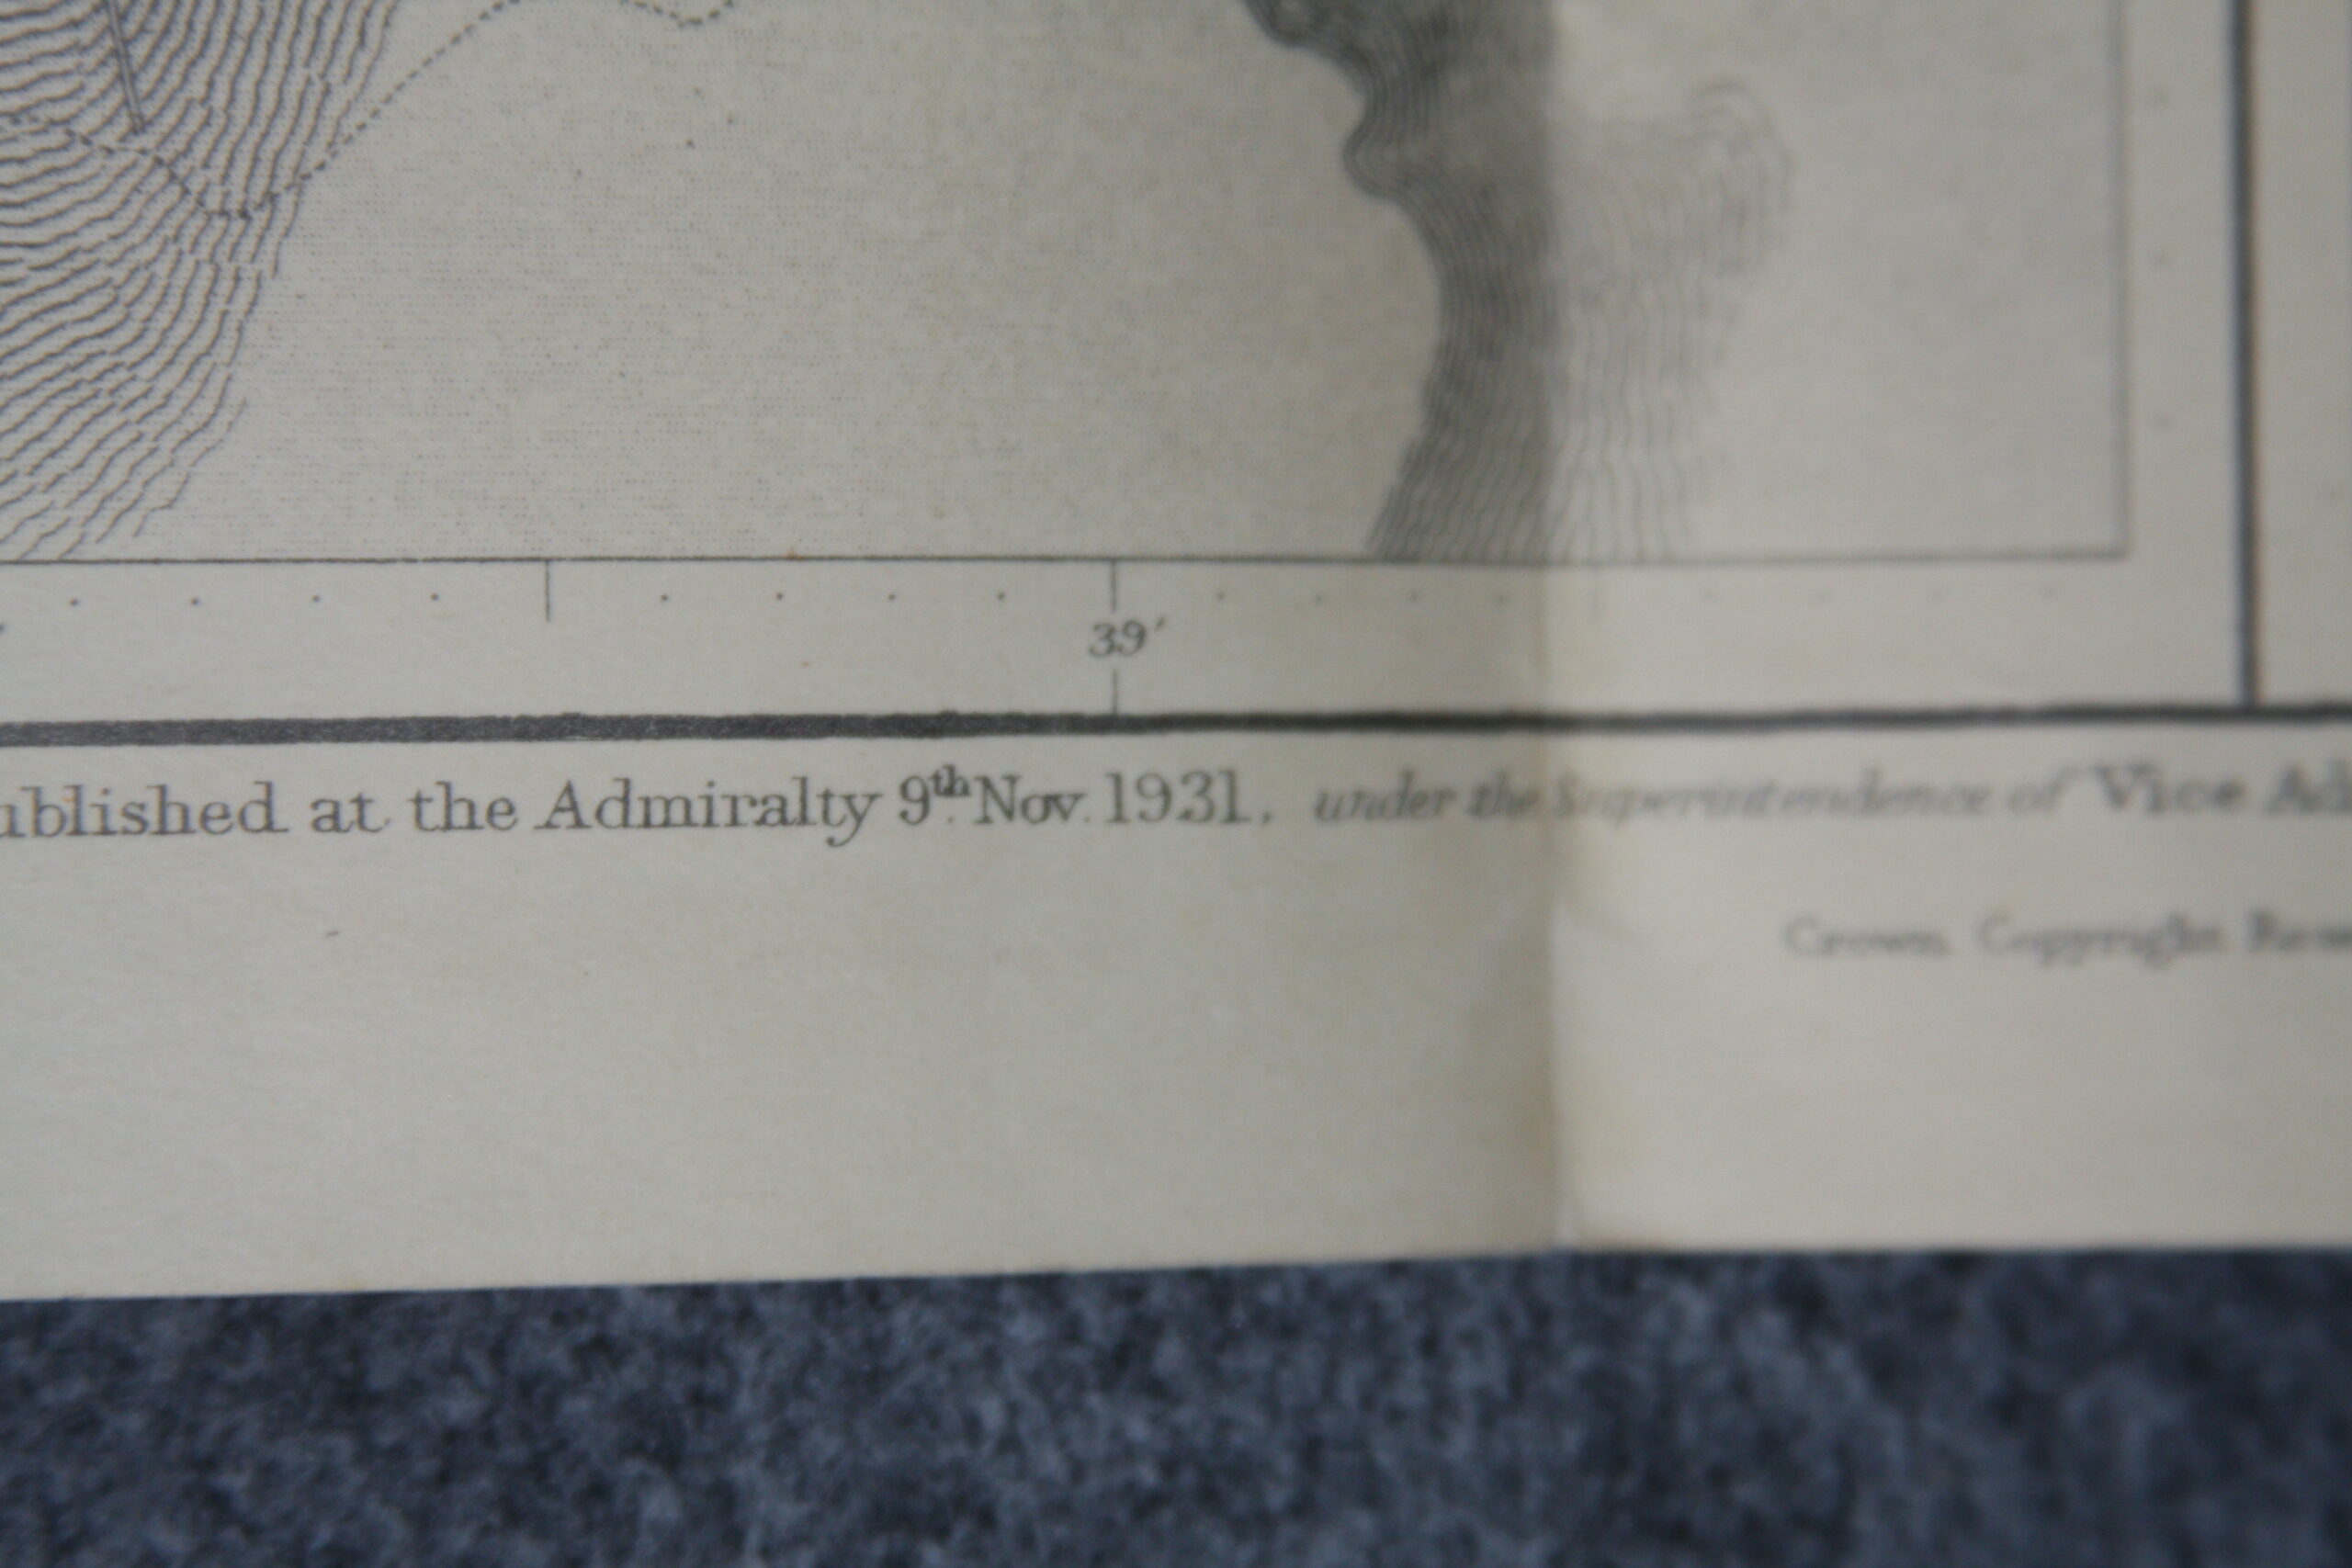 39′
ublished at the Admiralty 9th Nov. 1931, under the Superintendence of Vice Ad
Crown Copyright Rese